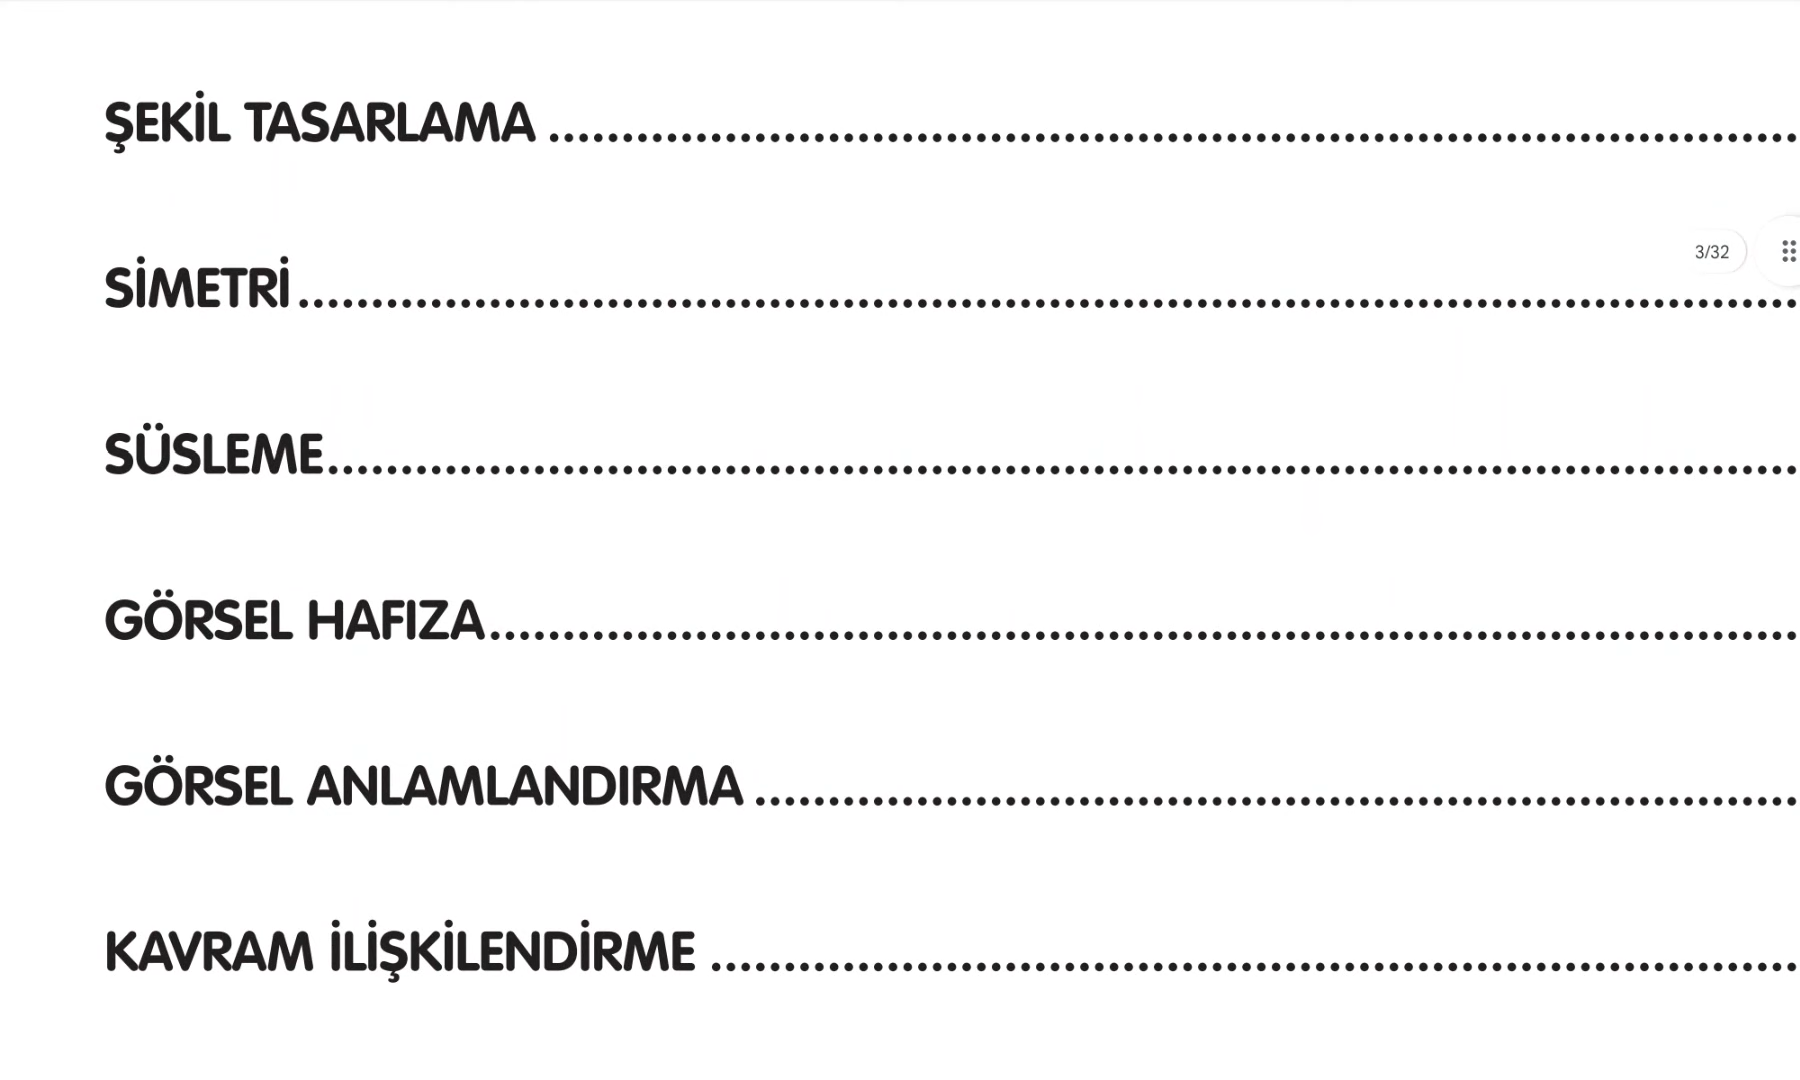 ŞEKİL TASARLAMA ....................................................................................
3/32
SİMETRİ......................................................................................................
SÜSLEME....................................................................................................
GÖRSEL HAFIZA.........................................................................................
GÖRSEL ANLAMLANDIRMA .......................................................................
KAVRAM İLİŞKİLENDİRME ..........................................................................